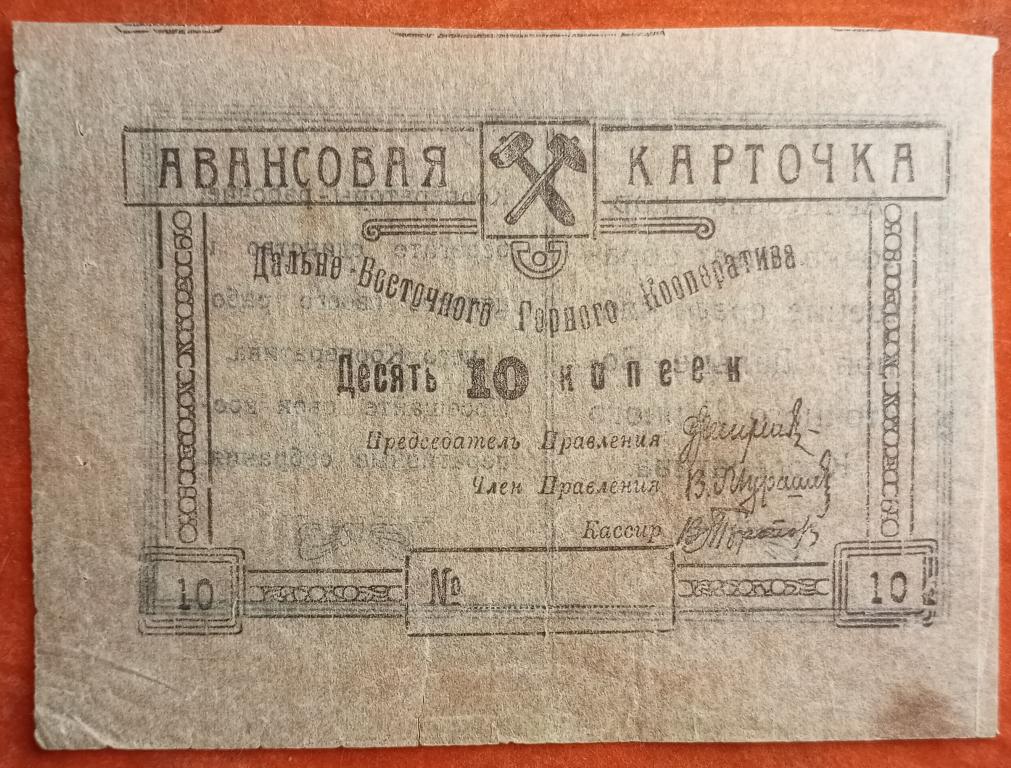 АВАНСОВАЯ КАРТОЧКА
Дальне-Восточного Горного Кооператива
Десять 10 копеек
Председатель Правления
Член Правления В.
Кассир
10 № 10